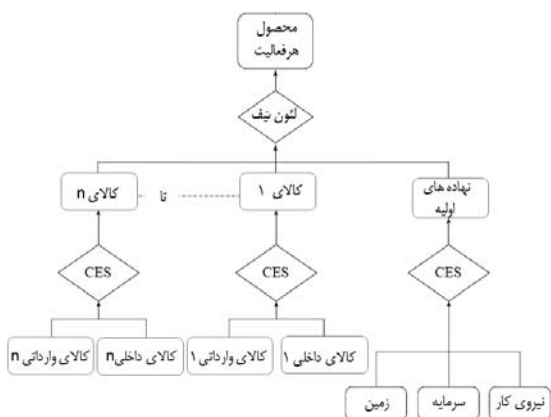 محصول
هرفعالیت
لئون تیف
نهاده های
اولیه
کالای ۱
تا
کالای n
CES
CES
CES
کالای داخلی ۱
کالای وارداتی ۱
کالای داخلی n
کالای وارداتی n
نیروی کار
سرمایه
زمین